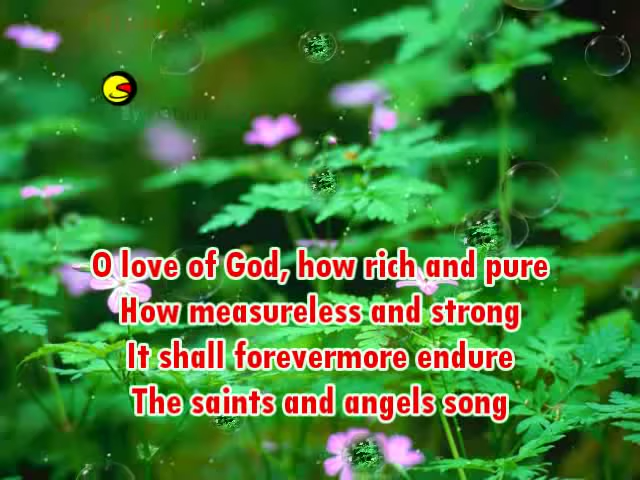 O love of God, how rich and pure
How measureless and strong
It shall forevermore endure
The saints and angels song